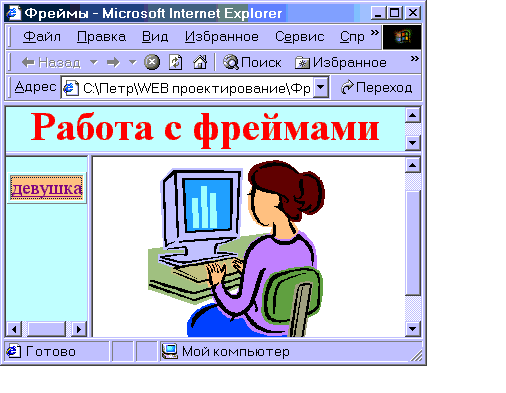 Фреймы - Microsoft Internet Explorer
Файл Правка Вид Избранное Сервис Спр »
Назад Поиск Избранное »
Адрес C:\Петр\WEB проектирование\Фр Переход
Работа с фреймами
девушка
Готово Мой компьютер